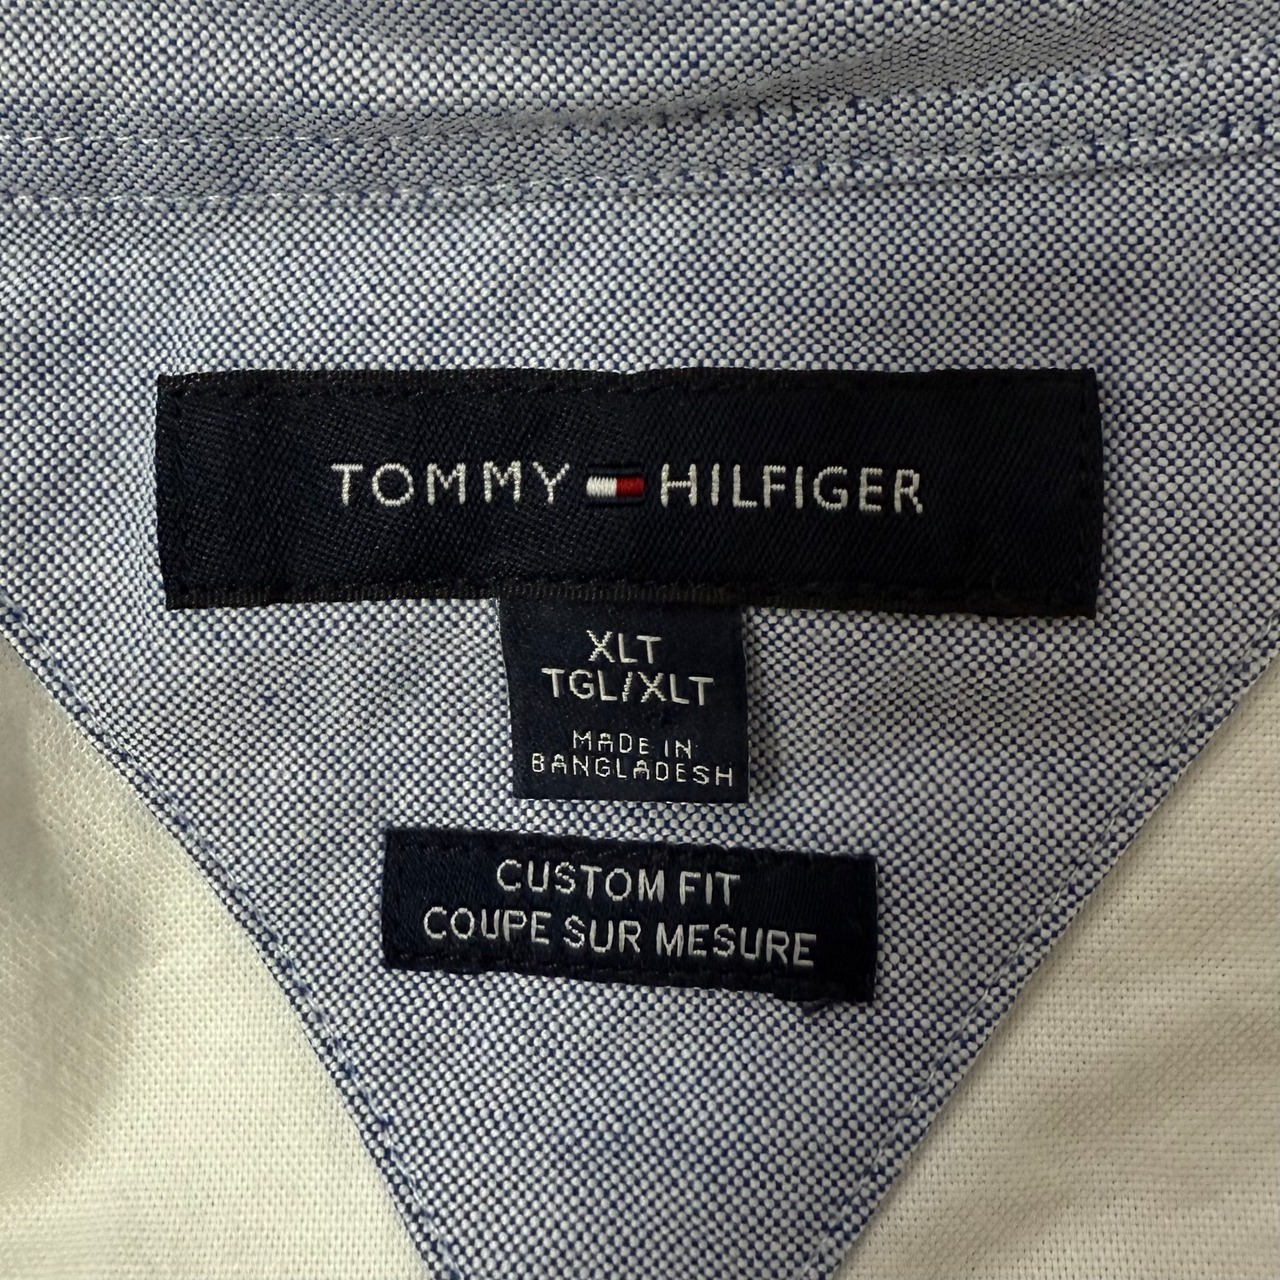 TOMMY HILFIGER
XLT
TGL/XLT
MADE IN
BANGLADESH
CUSTOM FIT
COUPE SUR MESURE